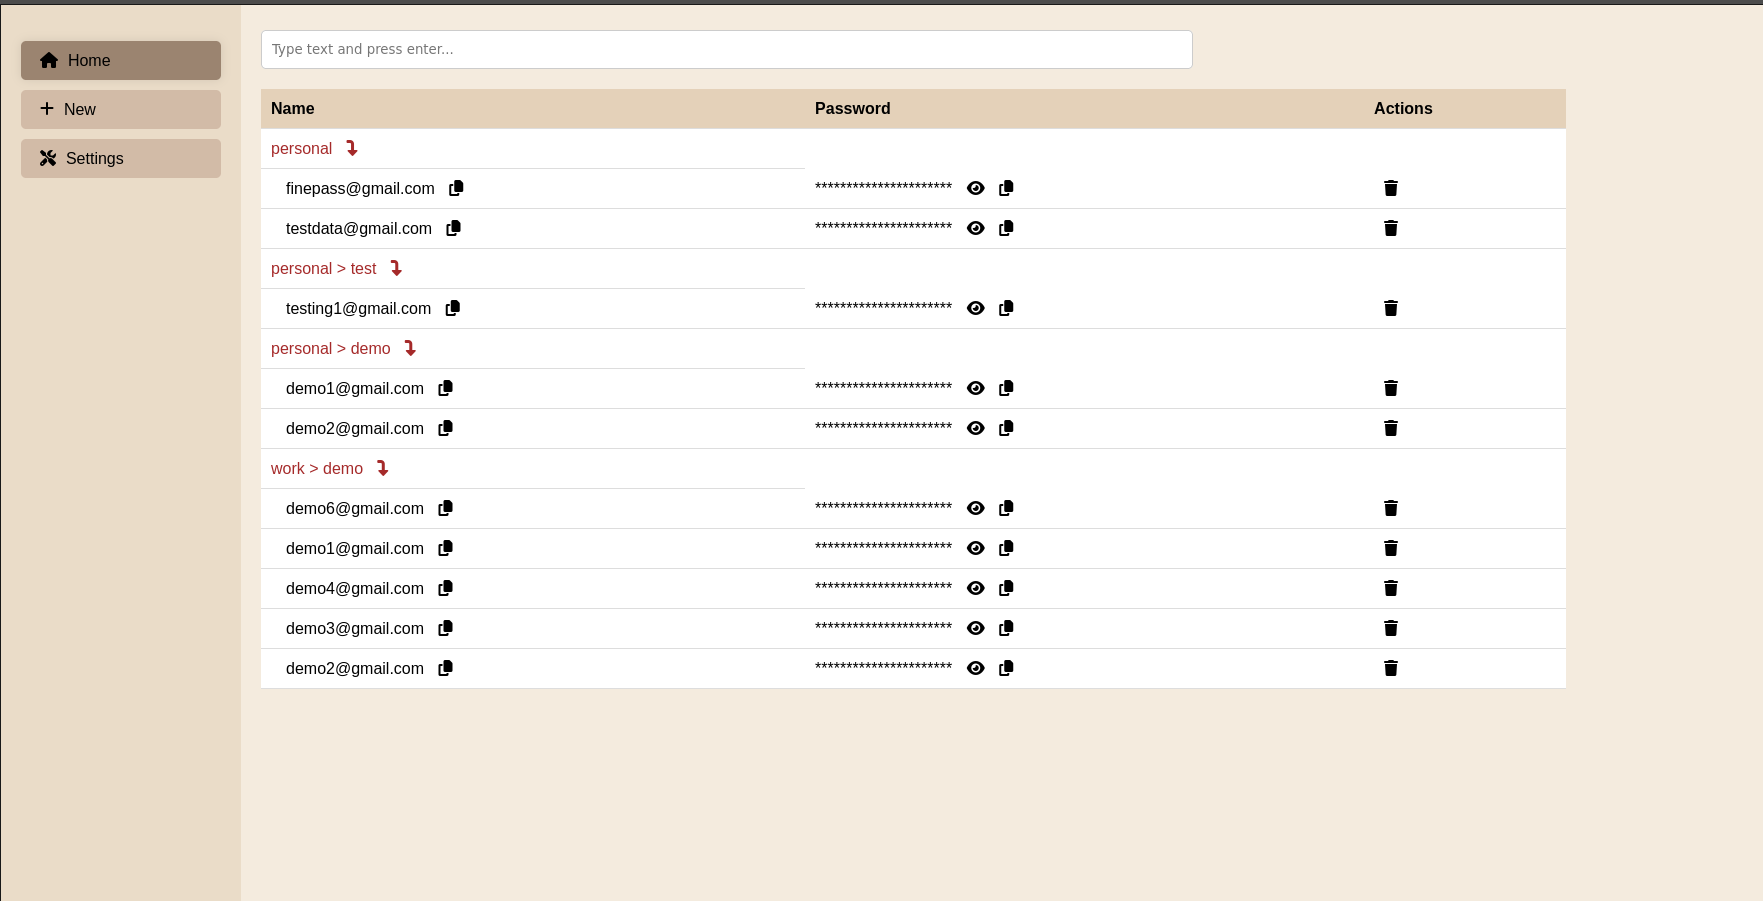 Home
New
Settings
Type text and press enter...
Name Password Actions
personal
finepass@gmail.com **********************
testdata@gmail.com **********************
personal > test
testing1@gmail.com **********************
personal > demo
demo1@gmail.com **********************
demo2@gmail.com **********************
work > demo
demo6@gmail.com **********************
demo1@gmail.com **********************
demo4@gmail.com **********************
demo3@gmail.com **********************
demo2@gmail.com **********************